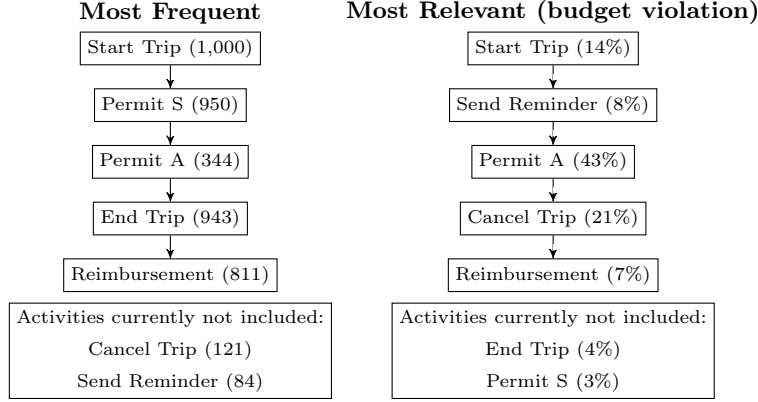 Most Frequent
Start Trip (1,000)
Permit S (950)
Permit A (344)
End Trip (943)
Reimbursement (811)
Activities currently not included:
Cancel Trip (121)
Send Reminder (84)
Most Relevant (budget violation)
Start Trip (14%)
Send Reminder (8%)
Permit A (43%)
Cancel Trip (21%)
Reimbursement (7%)
Activities currently not included:
End Trip (4%)
Permit S (3%)